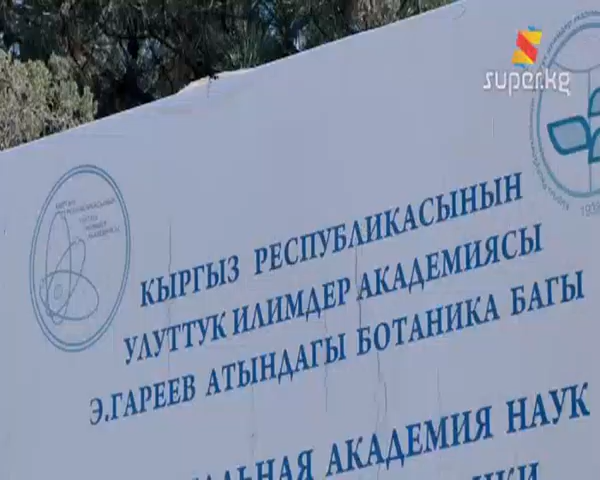 super.kg
КЫРГЫЗ РЕСПУБЛИКАСЫНЫН
УЛУТТУК ИЛИМДЕР АКАДЕМИЯСЫ
Э.ГАРЕЕВ АТЫНДАГЫ БОТАНИКА БАГЫ
АКАДЕМИЯ НАУК